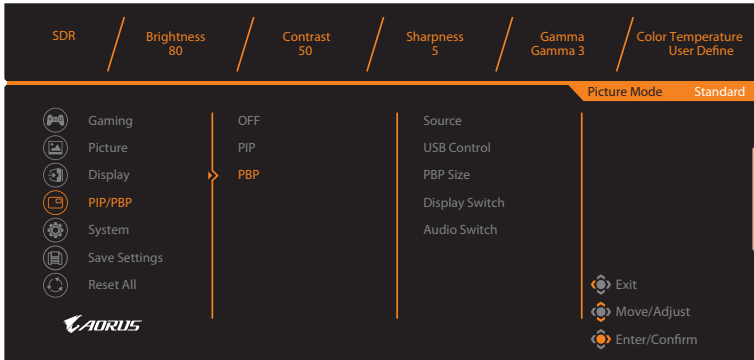 SDR
Brightness
80
Contrast
50
Sharpness
5
Gamma
Gamma 3
Color Temperature
User Define
Picture Mode Standard
Gaming
Picture
Display
PIP/PBP
System
Save Settings
Reset All
OFF
PIP
PBP
Source
USB Control
PBP Size
Display Switch
Audio Switch
Exit
Move/Adjust
Enter/Confirm
AORUS